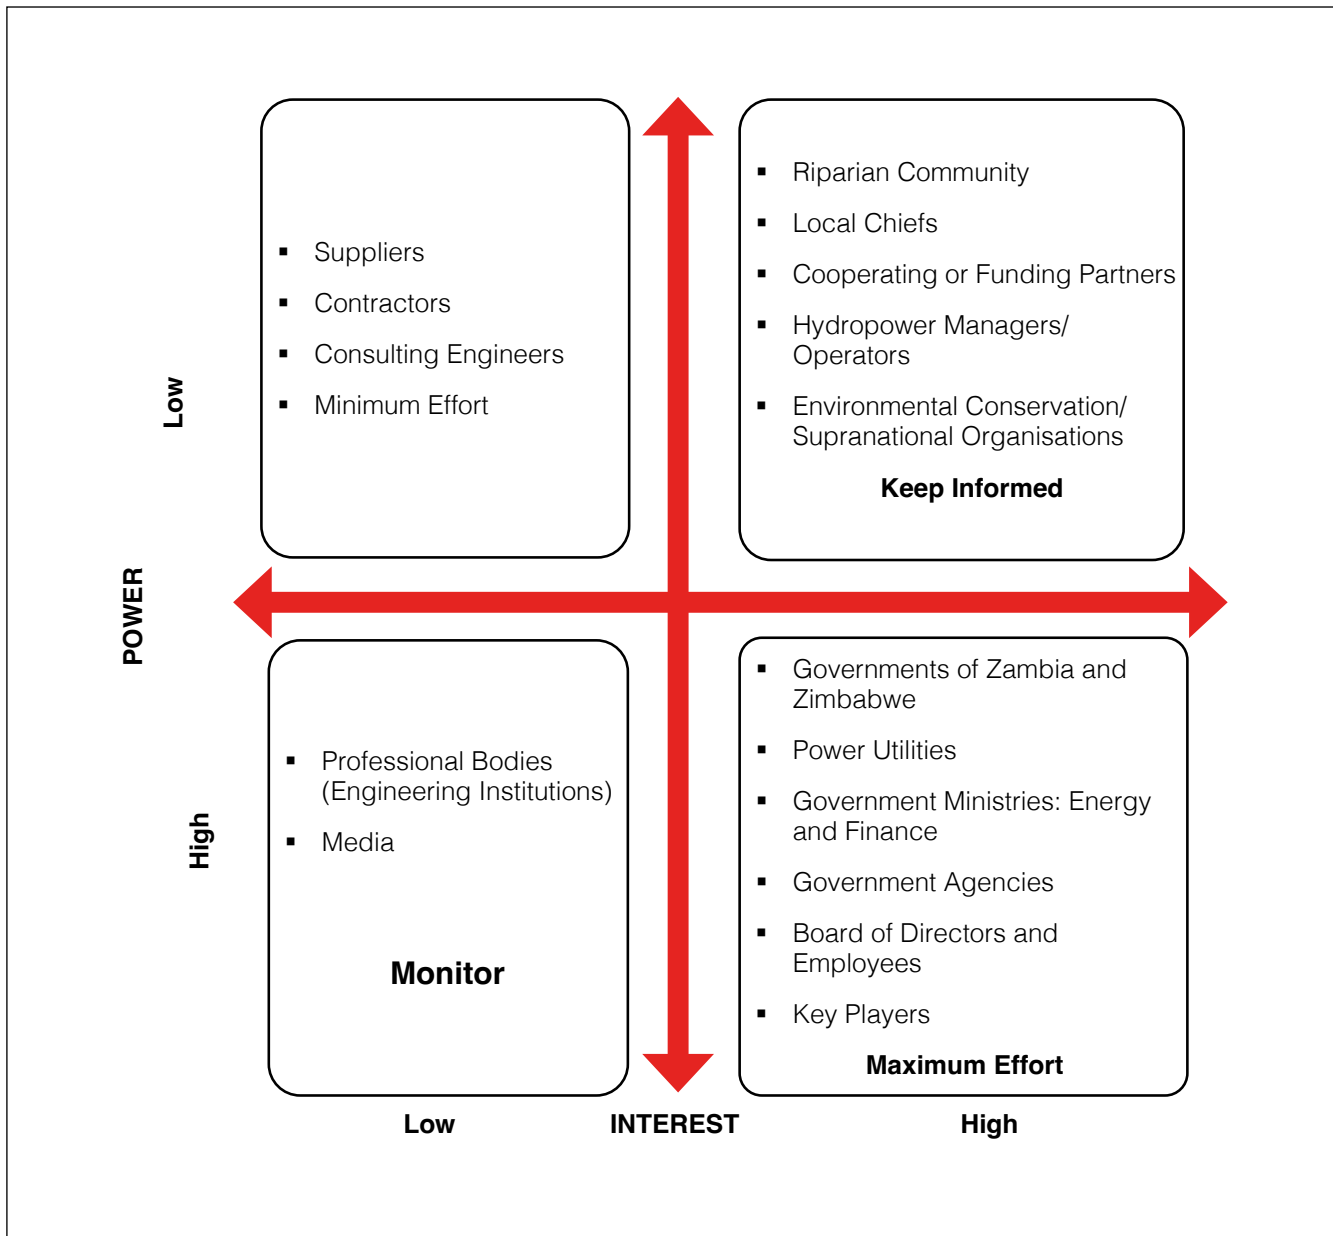 Low
POWER
High
▪ Suppliers
▪ Contractors
▪ Consulting Engineers
▪ Minimum Effort
▪ Riparian Community
▪ Local Chiefs
▪ Cooperating or Funding Partners
▪ Hydropower Managers/
Operators
▪ Environmental Conservation/
Supranational Organisations
Keep Informed
▪ Professional Bodies
(Engineering Institutions)
▪ Media
Monitor
▪ Governments of Zambia and
Zimbabwe
▪ Power Utilities
▪ Government Ministries: Energy
and Finance
▪ Government Agencies
▪ Board of Directors and
Employees
▪ Key Players
Maximum Effort
Low
INTEREST
High